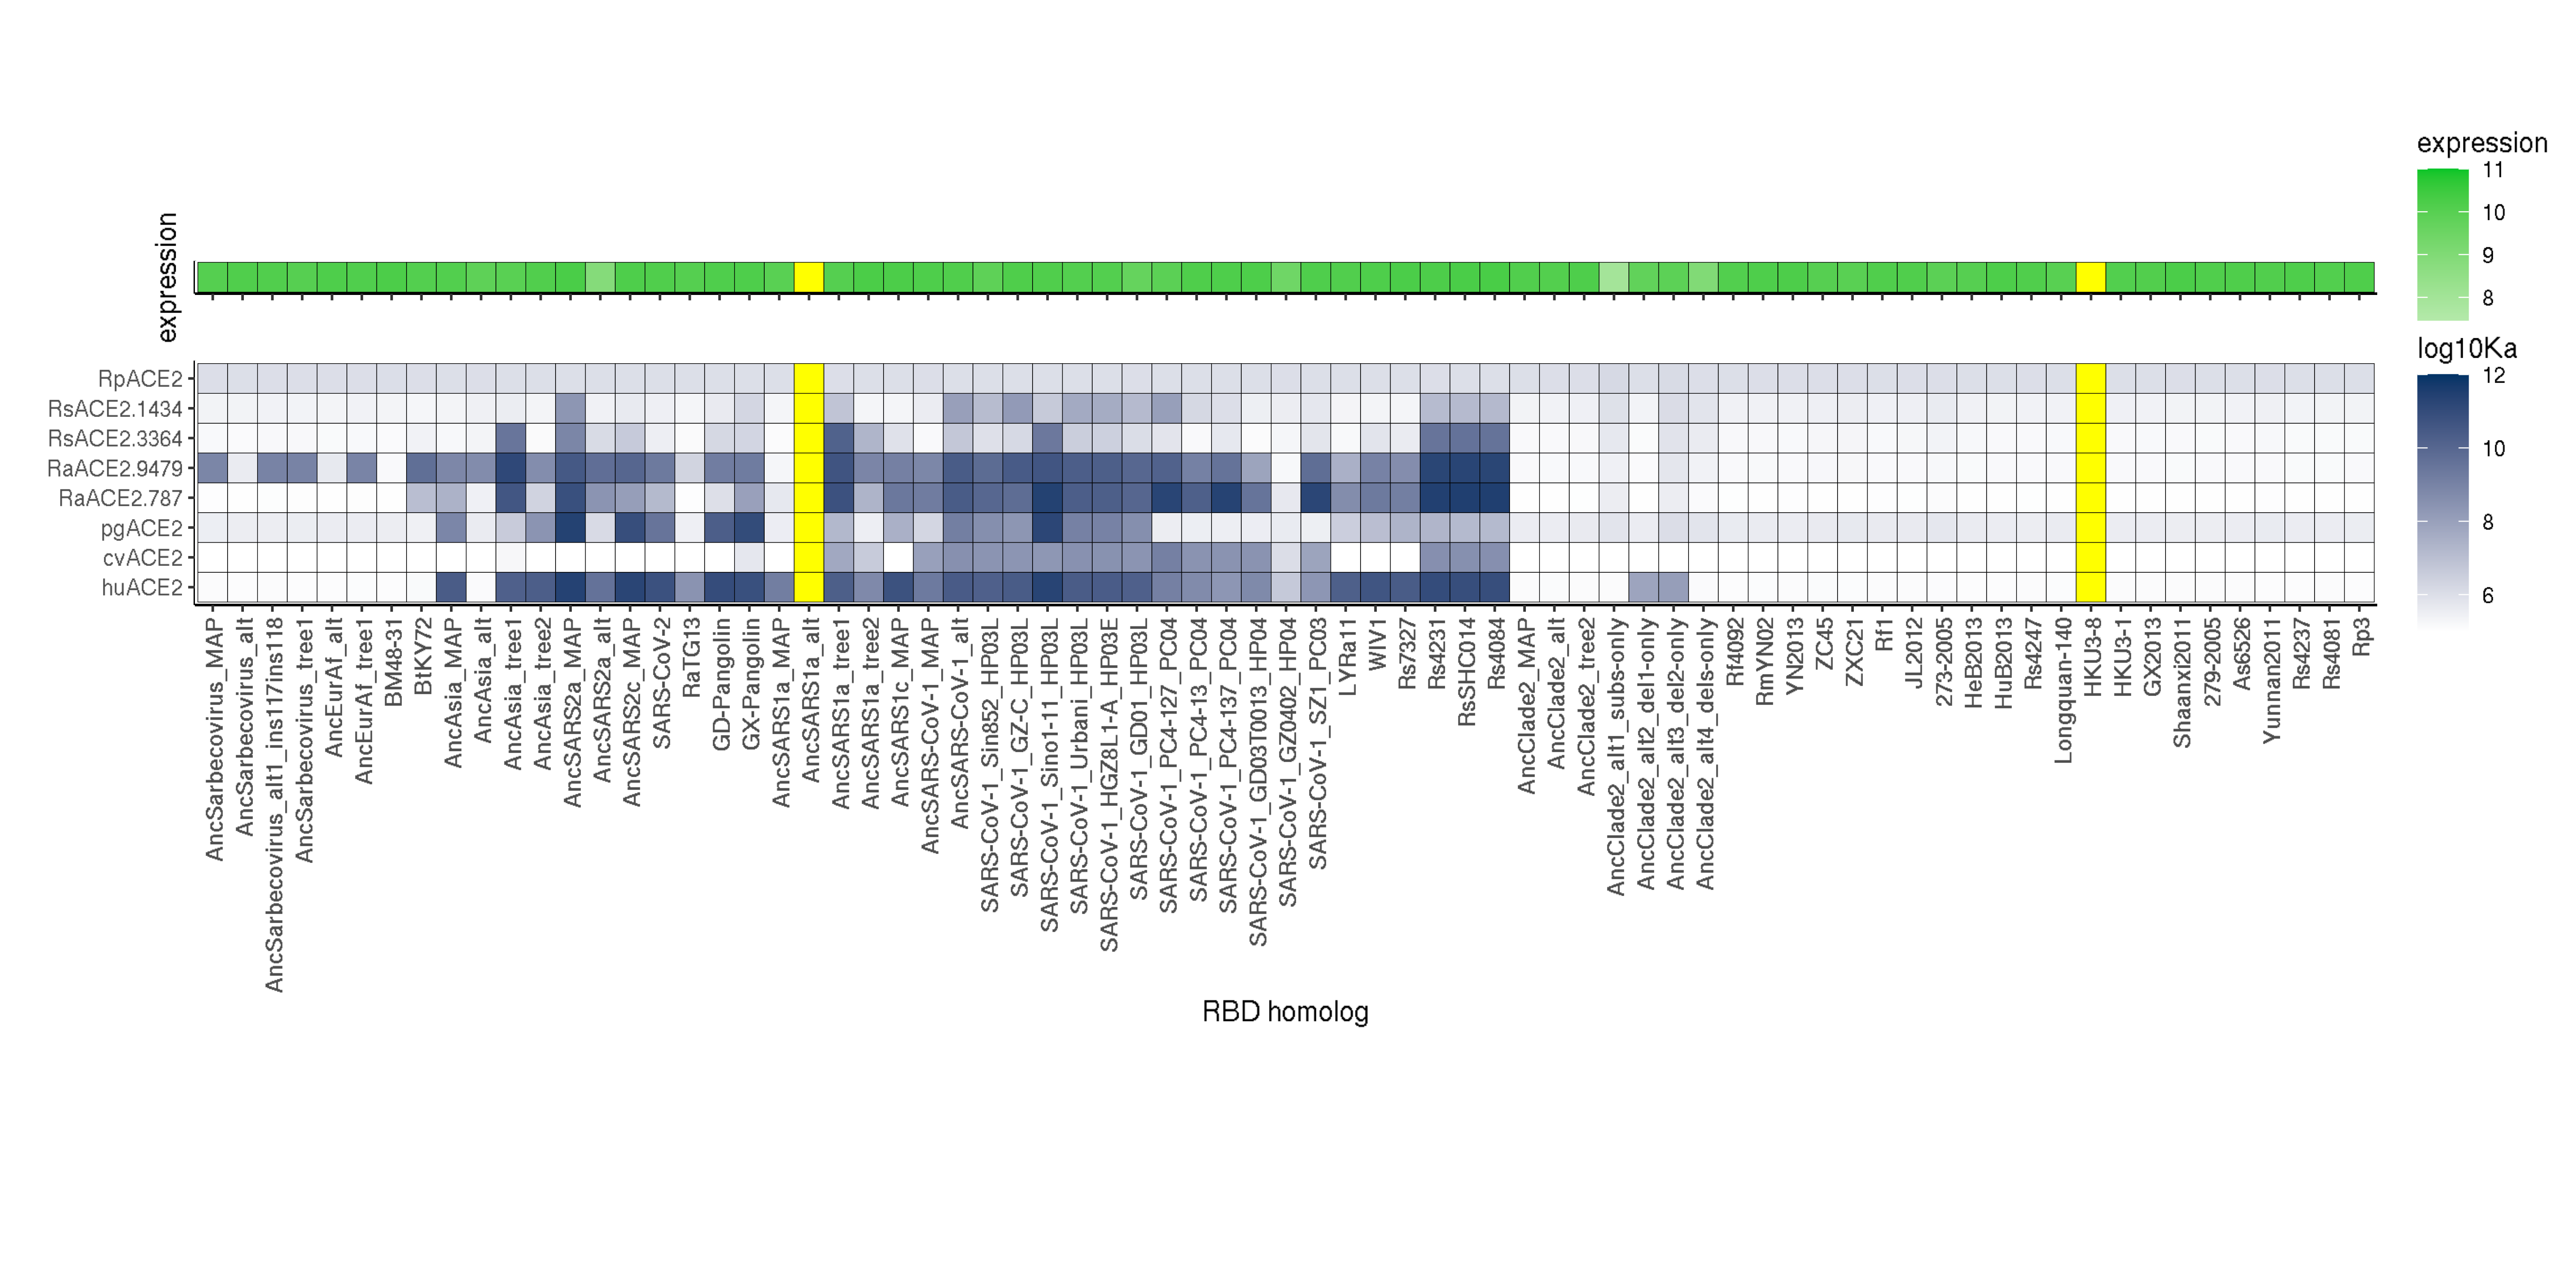 expression
11
10
9
8
expression
log10Ka
12
10
8
6
RpACE2
RsACE2.1434
RsACE2.3364
RaACE2.9479
RaACE2.787
pgACE2
cvACE2
huACE2
AncSarbecovirus_MAP
AncSarbecovirus_alt
AncSarbecovirus_alt1_ins117ins118
AncSarbecovirus_tree1
AncEurAf_alt
AncEurAf_tree1
BM48-31
BtKY72
AncAsia_MAP
AncAsia_alt
AncAsia_tree1
AncAsia_tree2
AncSARS2a_MAP
AncSARS2a_alt
AncSARS2c_MAP
SARS-CoV-2
RaTG13
GD-Pangolin
GX-Pangolin
AncSARS1a_MAP
AncSARS1a_alt
AncSARS1a_tree1
AncSARS1a_tree2
AncSARS1c_MAP
AncSARS-CoV-1_MAP
AncSARS-CoV-1_alt
SARS-CoV-1_Sin852_HP03L
SARS-CoV-1_GZ-C_HP03L
SARS-CoV-1_Sino1-11_HP03L
SARS-CoV-1_Urbani_HP03L
SARS-CoV-1_HGZ8L1-A_HP03E
SARS-CoV-1_GD01_HP03L
SARS-CoV-1_PC4-127_PC04
SARS-CoV-1_PC4-13_PC04
SARS-CoV-1_PC4-137_PC04
SARS-CoV-1_GD03T0013_HP04
SARS-CoV-1_GZ0402_HP04
SARS-CoV-1_SZ1_PC03
LYRa11
WIV1
Rs7327
Rs4231
RsSHC014
Rs4084
AncClade2_MAP
AncClade2_alt
AncClade2_tree2
AncClade2_alt1_subs-only
AncClade2_alt2_del1-only
AncClade2_alt3_del2-only
AncClade2_alt4_dels-only
Rf4092
RmYN02
YN2013
ZC45
ZXC21
Rf1
JL2012
273-2005
HeB2013
HuB2013
Rs4247
Longquan-140
HKU3-8
HKU3-1
GX2013
Shaanxi2011
279-2005
As6526
Yunnan2011
Rs4237
Rs4081
Rp3
RBD homolog